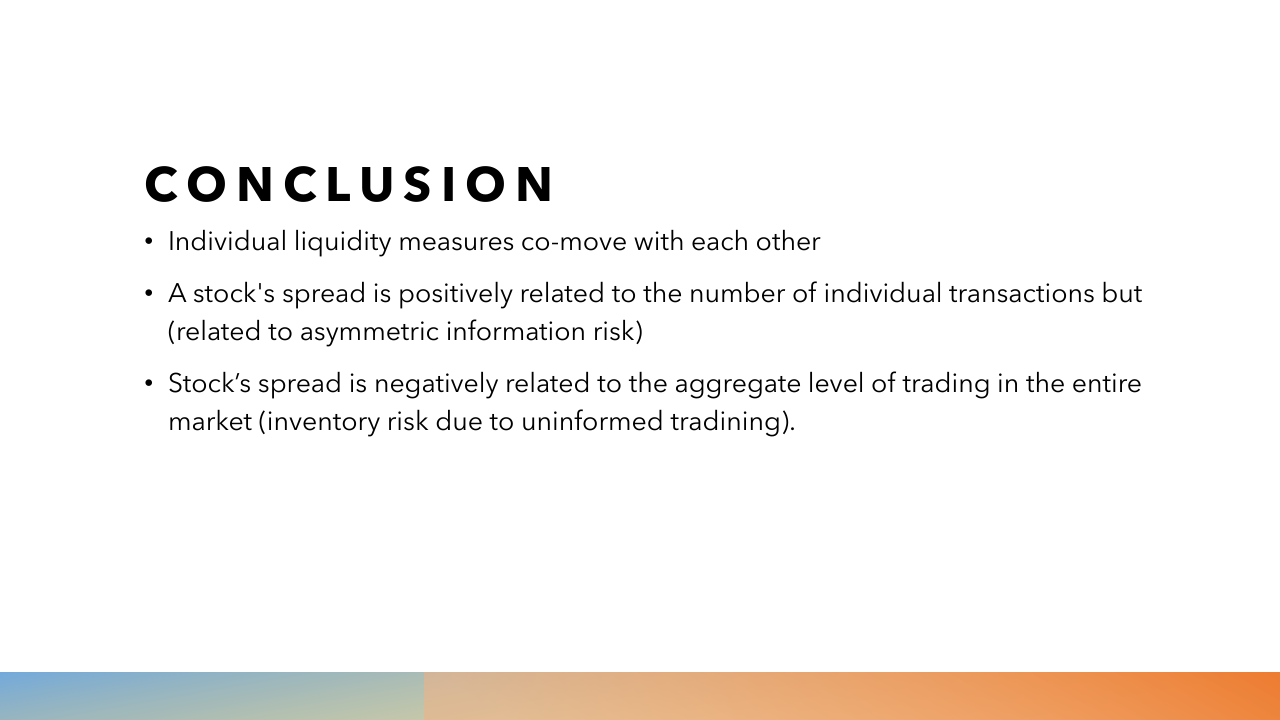 CONCLUSION
• Individual liquidity measures co-move with each other
• A stock's spread is positively related to the number of individual transactions but
(related to asymmetric information risk)
• Stock’s spread is negatively related to the aggregate level of trading in the entire
market (inventory risk due to uninformed tradining).